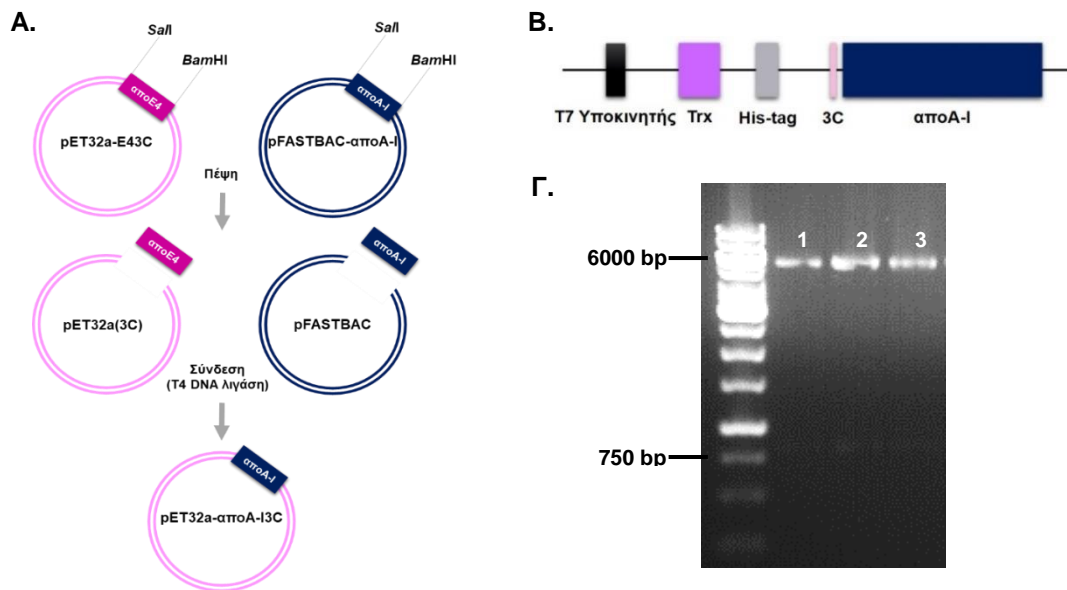 A.
SalI
BamHI
αποE4
pET32a-E43C
SalI
BamHI
αποA-I
pFASTBAC-αποA-I
Πέψη
αποE4
pET32a(3C)
αποA-I
pFASTBAC
Σύνδεση
(T4 DNA λιγάση)
αποA-I
pET32a-αποA-I3C
B.
T7 Υποκινητής Trx His-tag 3C αποA-I
Γ.
1 2 3
6000 bp
750 bp